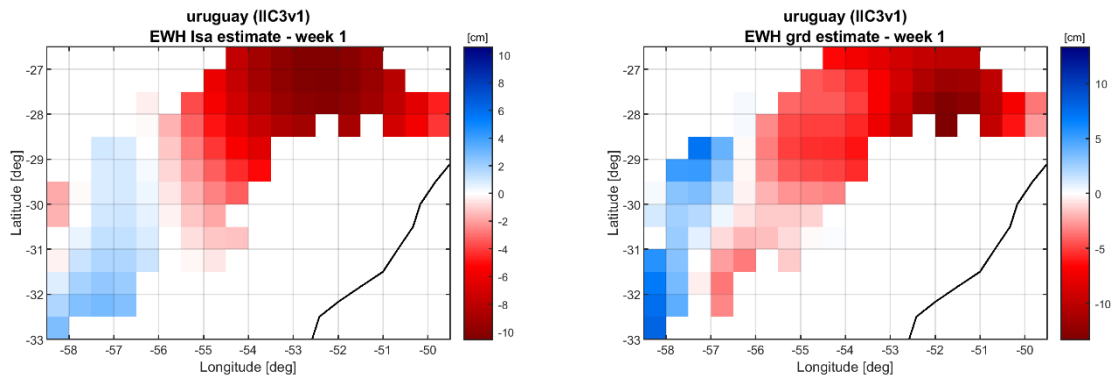 uruguay (IIC3v1)
EWH lsa estimate - week 1
[cm]
10
8
6
4
2
0
-2
-4
-6
-8
-10
-27
-28
-29
-30
-31
-32
-33
Latitude [deg]
-58 -57 -56 -55 -54 -53 -52 -51 -50
Longitude [deg]
uruguay (IIC3v1)
EWH grd estimate - week 1
[cm]
10
5
0
-5
-10
-27
-28
-29
-30
-31
-32
-33
Latitude [deg]
-58 -57 -56 -55 -54 -53 -52 -51 -50
Longitude [deg]